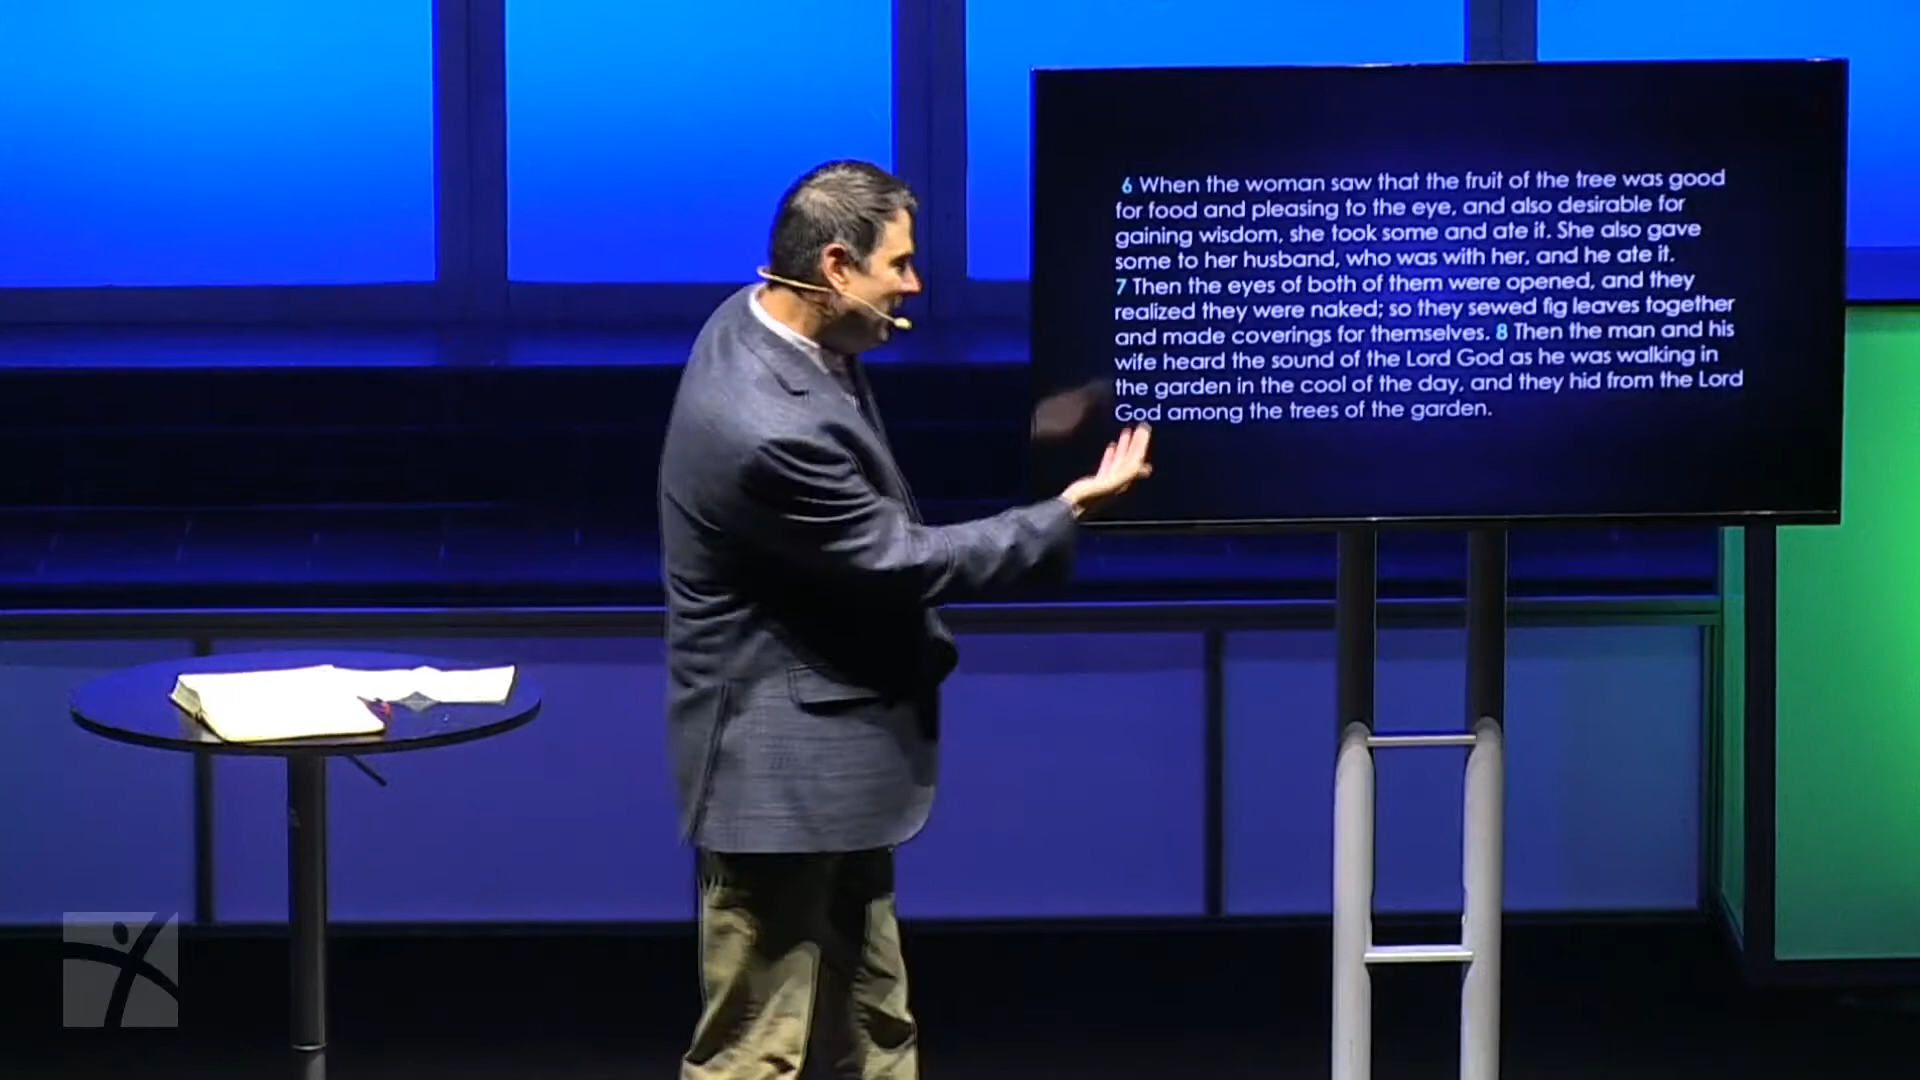 6 When the woman saw that the fruit of the tree was good
for food and pleasing to the eye, and also desirable for
gaining wisdom, she took some and ate it. She also gave
some to her husband, who was with her, and he ate it.
7 Then the eyes of both of them were opened, and they
realized they were naked; so they sewed fig leaves together
and made coverings for themselves. 8 Then the man and his
wife heard the sound of the Lord God as he was walking in
the garden in the cool of the day, and they hid from the Lord
God among the trees of the garden.